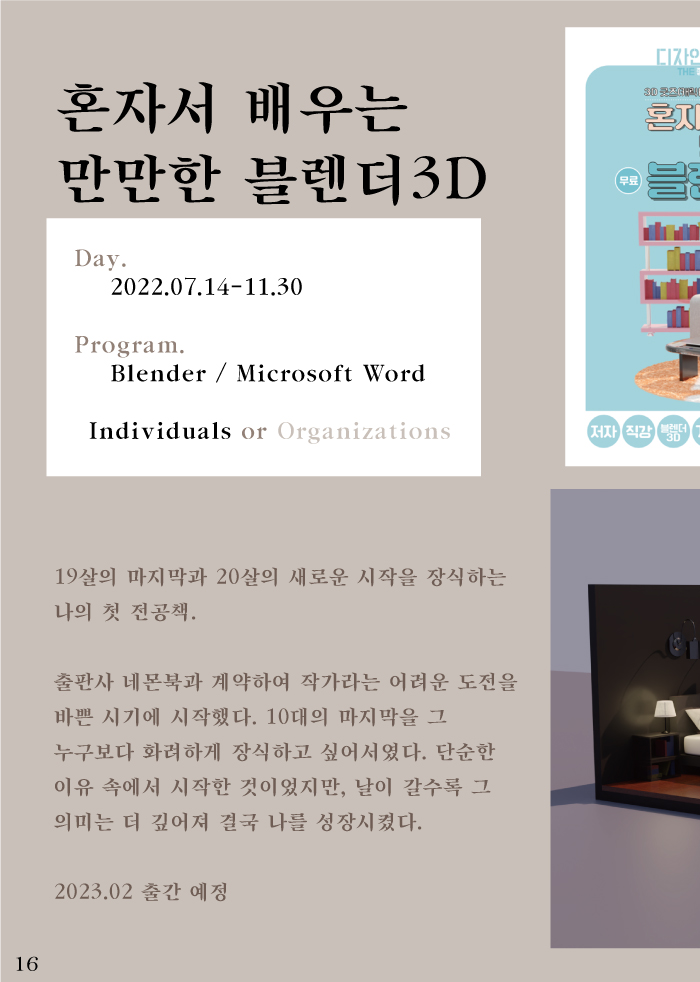 혼자서 배우는
만만한 블렌더3D
Day.
2022.07.14-11.30
Program.
Blender / Microsoft Word
Individuals or Organizations
19살의 마지막과 20살의 새로운 시작을 장식하는
나의 첫 전공책.
출판사 네몬북과 계약하여 작가라는 어려운 도전을
바쁜 시기에 시작했다. 10대의 마지막을 그
누구보다 화려하게 장식하고 싶어서였다. 단순한
이유 속에서 시작한 것이었지만, 날이 갈수록 그
의미는 더 깊어져 결국 나를 성장시켰다.
2023.02 출간 예정
16
THE
무료
저자 직강 블렌더
3D